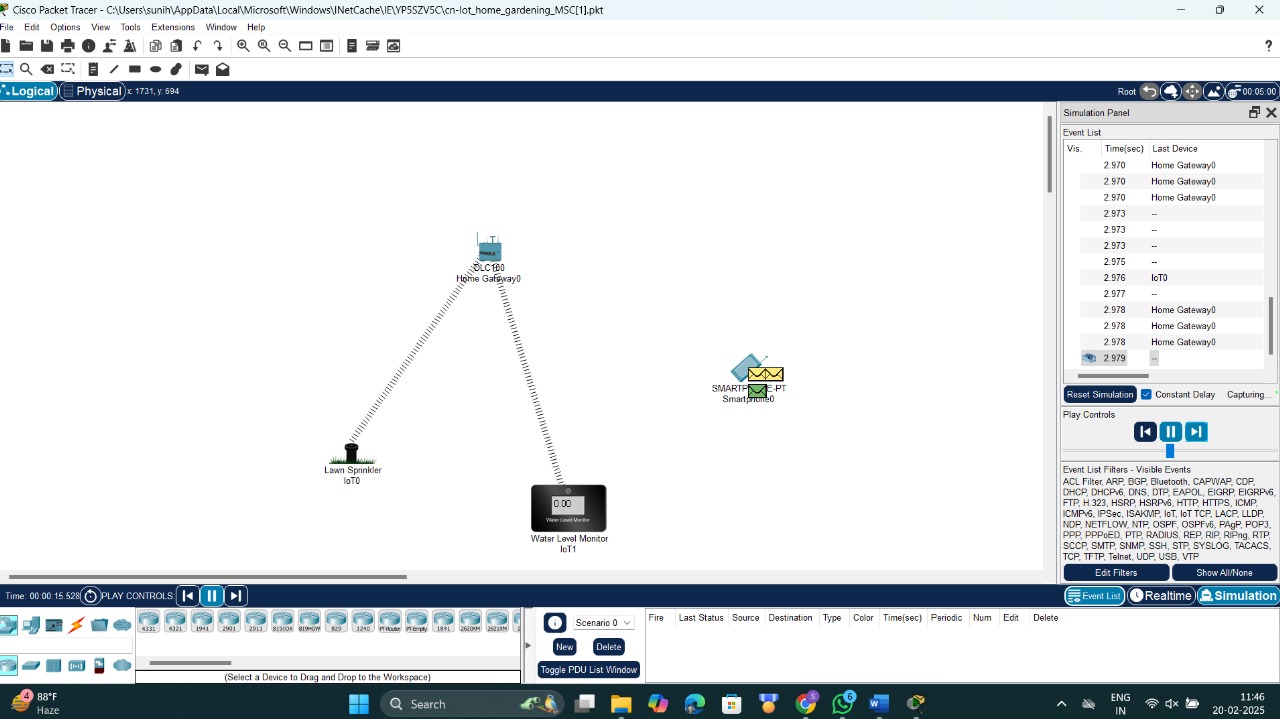 Cisco Packet Tracer - C:\Users\sunih\AppData\Local\Microsoft\Windows\INetCache\IE\YP5SZV5C\cn-Iot_home_gardening_MSC[1].pkt
File Edit Options View Tools Extensions Window Help
?
Logical Physical x: 1731, y: 694 Root 00:05:00
Simulation Panel
Event List
Vis. Time(sec) Last Device
2.970 Home Gateway0
2.970 Home Gateway0
2.970 Home Gateway0
2.973 --
2.973 --
2.973 --
2.975 --
2.976 IoT0
2.977 --
2.978 Home Gateway0
2.978 Home Gateway0
2.978 Home Gateway0
2.979 --
Reset Simulation Constant Delay Capturing...
Play Controls
Event List Filters - Visible Events
ACL Filter, ARP, BGP, Bluetooth, CAPWAP, CDP,
DHCP, DHCPv6, DNS, DTP, EAPOL, EIGRP, EIGRPv6,
FTP, H.323, HSRP, HSRPv6, HTTP, HTTPS, ICMP,
ICMPv6, IPSec, ISAKMP, IoT, IoT TCP, LACP, LLDP,
NDP, NETFLOW, NTP, OSPF, OSPFv6, PAgP, POP3,
PPP, PPPoED, PTP, RADIUS, REP, RIP, RIPng, RTP,
SCCP, SMTP, SNMP, SSH, STP, SYSLOG, TACACS,
TCP, TFTP, Telnet, UDP, USB, VTP
Edit Filters Show All/None
DLC100
Home Gateway0
SMARTPHONE-PT
Smartphone0
Lawn Sprinkler
IoT0
0.00
Water Level Monitor
Water Level Monitor
IoT1
Time: 00:00:15.528 PLAY CONTROLS: Event List Realtime Simulation
4331 4321 1941 2901 2911 819IOX 819HGW 829 1240 PT-Router PT-Empty 1841 2620XM 2621XM
(Select a Device to Drag and Drop to the Workspace)
Scenario 0
New Delete
Toggle PDU List Window
Fire Last Status Source Destination Type Color Time(sec) Periodic Num Edit Delete
4 88°F
Haze
Search
S
6
ENG
IN
11:46
20-02-2025